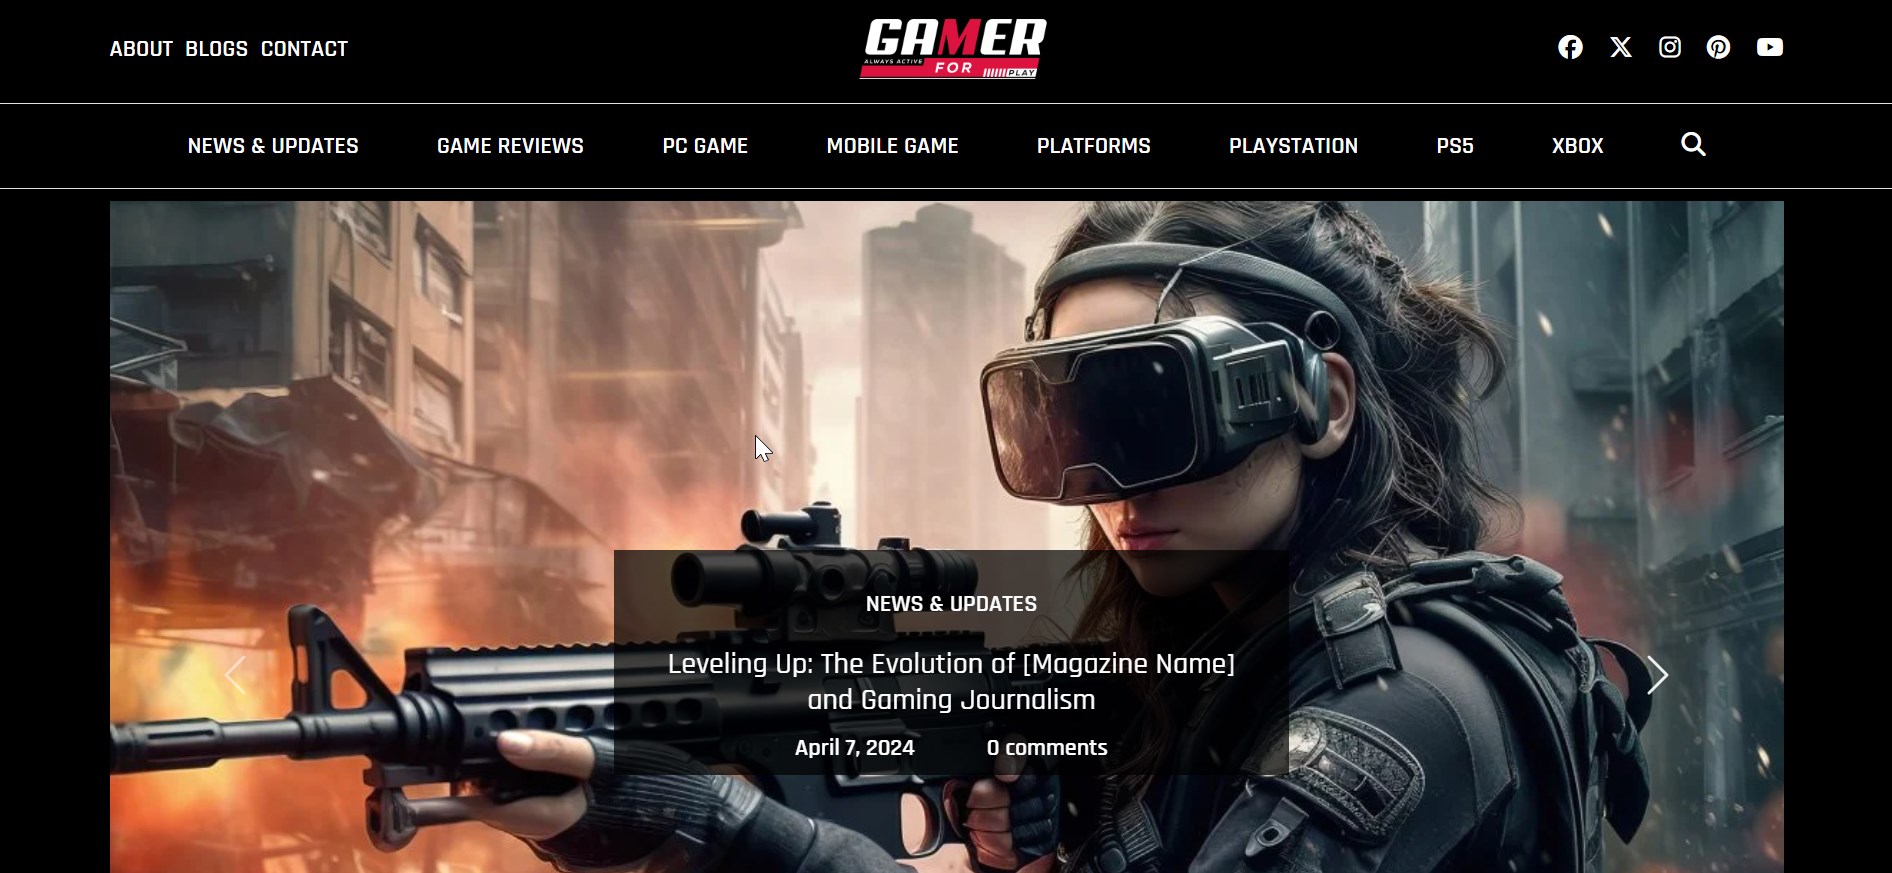 ABOUT BLOGS CONTACT
GAMER
ALWAYS ACTIVE
FOR
PLAY
NEWS & UPDATES GAME REVIEWS PC GAME MOBILE GAME PLATFORMS PLAYSTATION PS5 XBOX
NEWS & UPDATES
Leveling Up: The Evolution of [Magazine Name]
and Gaming Journalism
April 7, 2024 0 comments